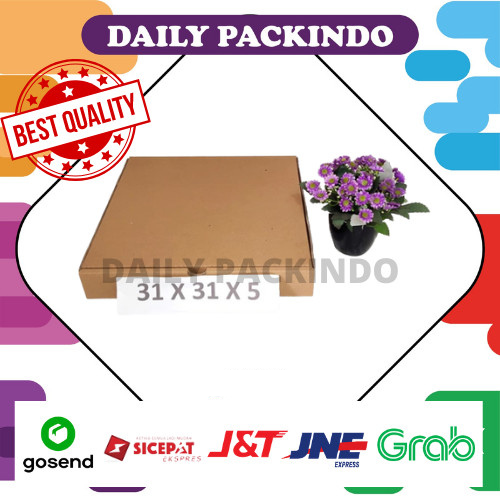 DAILY PACKINDO
BEST QUALITY
DAILY PACKINDO
31 X 31 X 5
gosend
SICEPAT
EKSPRES
J&T
JNE
EXPRESS
Grab